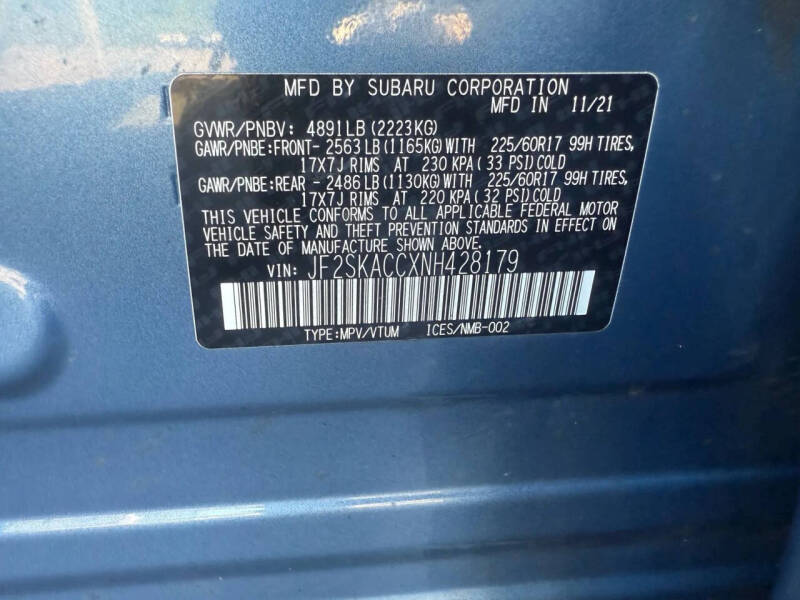 MFD BY SUBARU CORPORATION
MFD IN 11/21
GVWR/PNBV: 4891LB(2223KG)
GAWR/PNBE:FRONT- 2563LB(1165KG)WITH 225/60R17 99H TIRES,
17X7J RIMS AT 230 KPA(33 PSI)COLD
GAWR/PNBE:REAR - 2486LB(1130KG)WITH 225/60R17 99H TIRES,
17X7J RIMS AT 220 KPA(32 PSI)COLD
THIS VEHICLE CONFORMS TO ALL APPLICABLE FEDERAL MOTOR
VEHICLE SAFETY AND THEFT PREVENTION STANDARDS IN EFFECT ON
THE DATE OF MANUFACTURE SHOWN ABOVE.
VIN: JF2SKACCXNH428179
TYPE:MPV/VTUM ICES/NMB-002